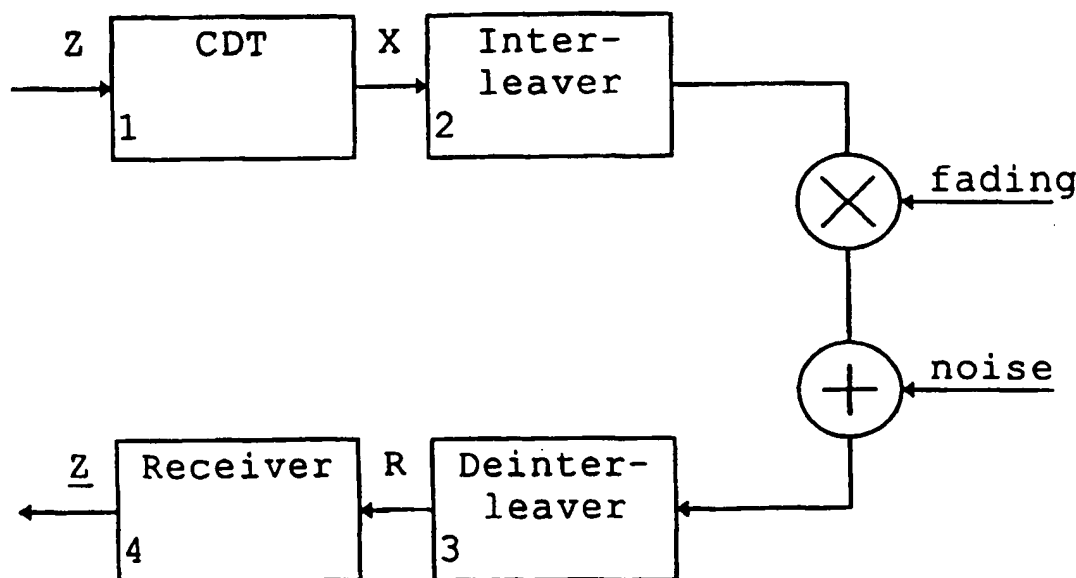 Z
CDT
1
X
Inter-
leaver
2
fading
noise
Z
Receiver
4
R
Deinter-
leaver
3